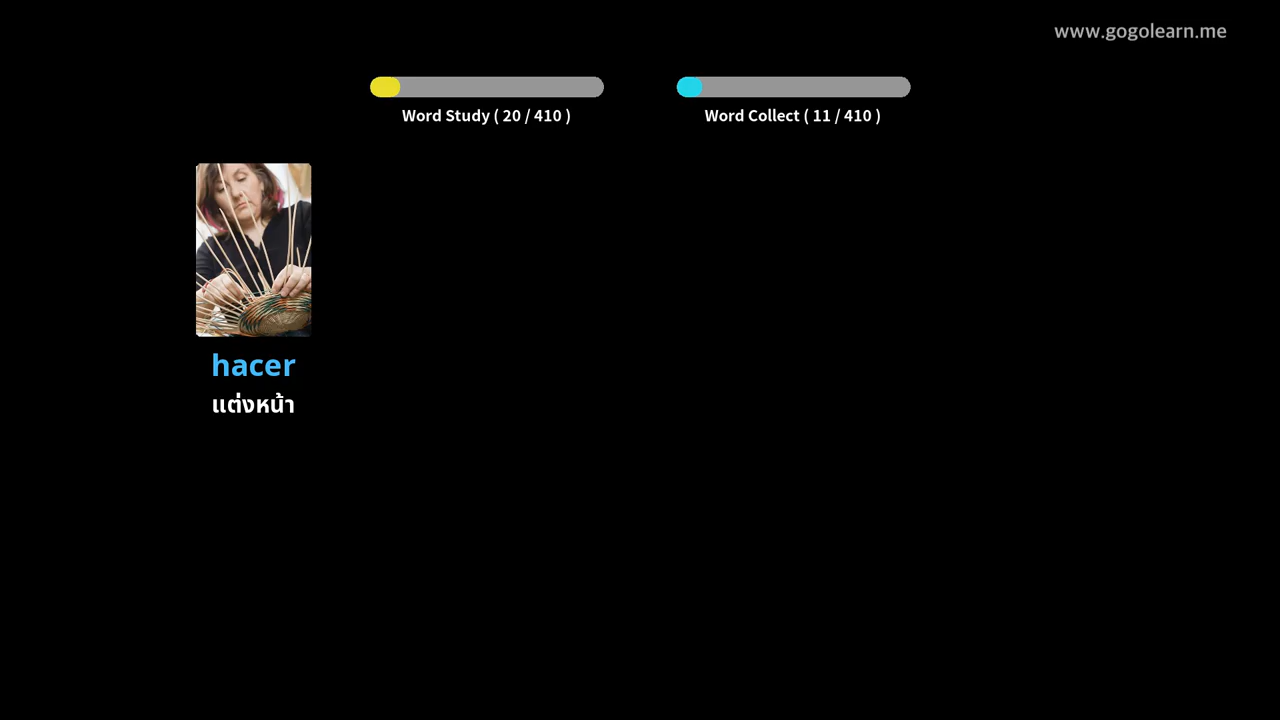 www.gogolearn.me
Word Study ( 20 / 410 )
Word Collect ( 11 / 410 )
hacer
แต่งหน้า